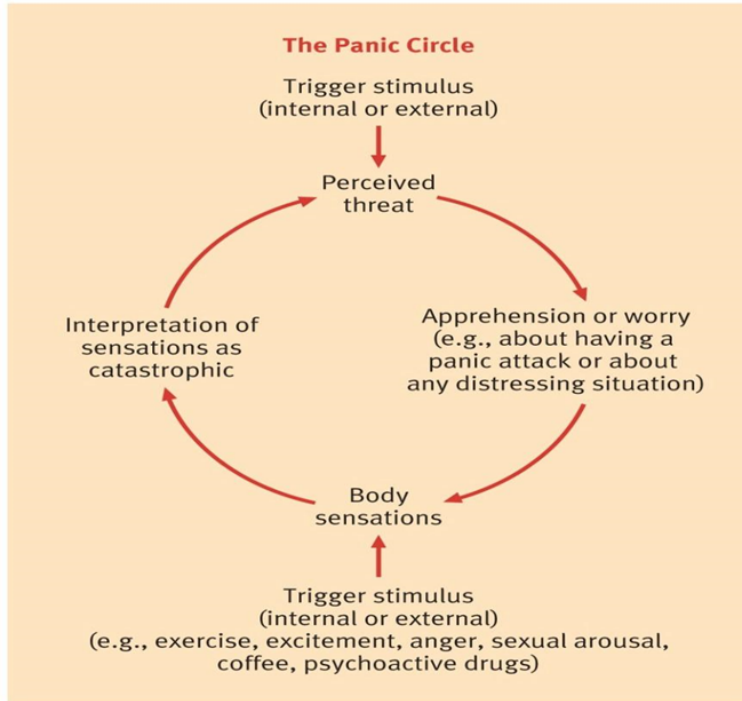 The Panic Circle
Trigger stimulus
(internal or external)
Perceived
threat
Apprehension or worry
(e.g., about having a
panic attack or about
any distressing situation)
Interpretation of
sensations as
catastrophic
Body
sensations
Trigger stimulus
(internal or external)
(e.g., exercise, excitement, anger, sexual arousal,
coffee, psychoactive drugs)